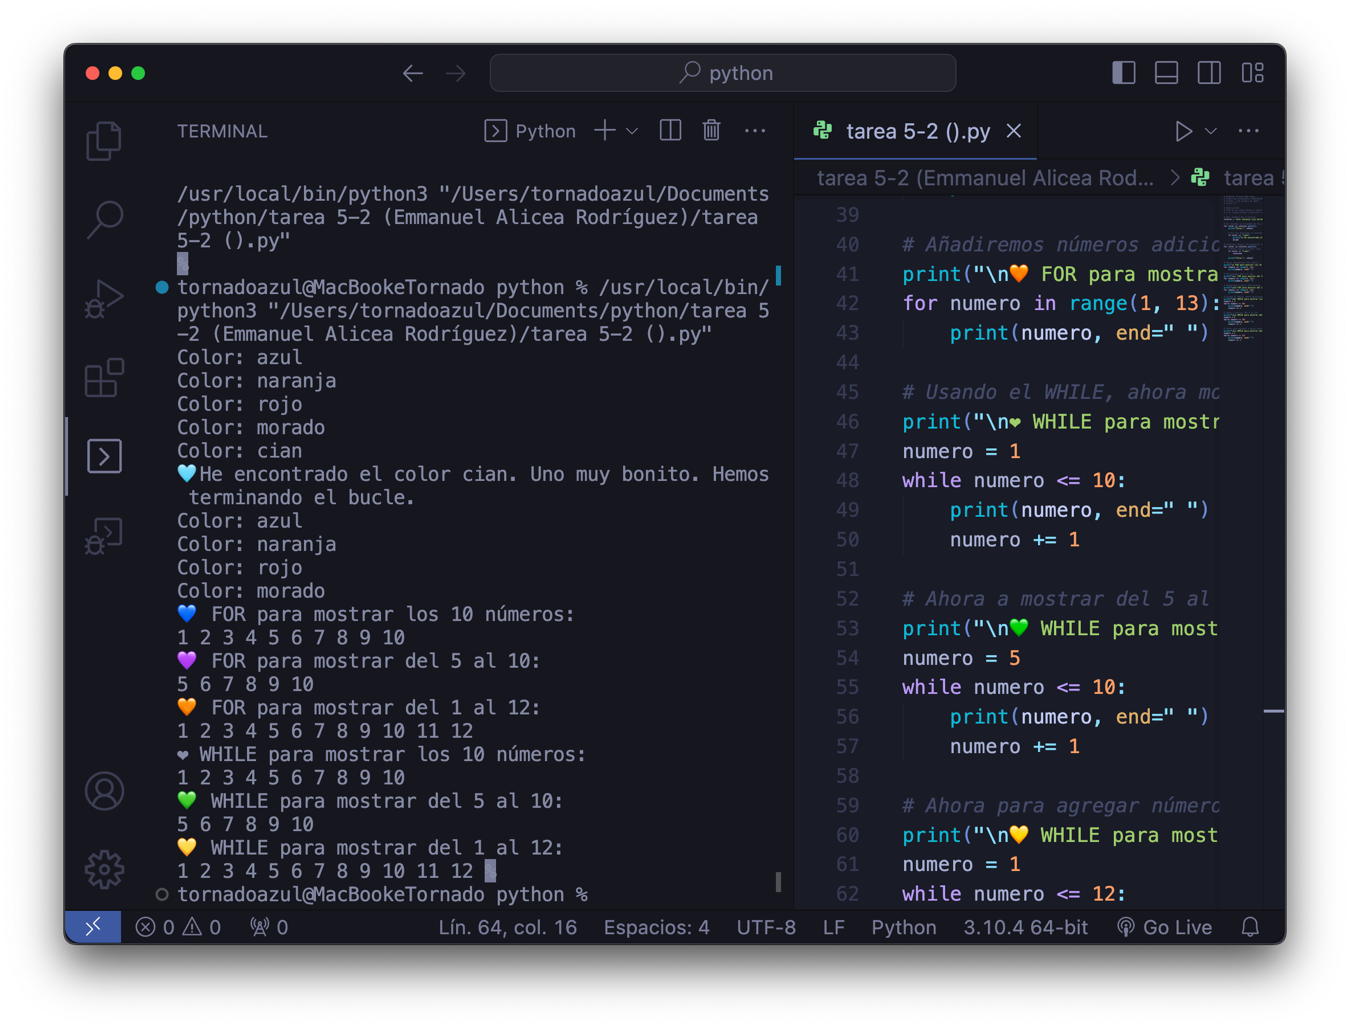 python
TERMINAL
Python
/usr/local/bin/python3 "/Users/tornadoazul/Documents
/python/tarea 5-2 (Emmanuel Alicea Rodríguez)/tarea
5-2 ().py"
%
tornadoazul@MacBookeTornado python % /usr/local/bin/
python3 "/Users/tornadoazul/Documents/python/tarea 5
-2 (Emmanuel Alicea Rodríguez)/tarea 5-2 ().py"
Color: azul
Color: naranja
Color: rojo
Color: morado
Color: cian
🩵He encontrado el color cian. Uno muy bonito. Hemos
terminando el bucle.
Color: azul
Color: naranja
Color: rojo
Color: morado
💙 FOR para mostrar los 10 números:
1 2 3 4 5 6 7 8 9 10
💜 FOR para mostrar del 5 al 10:
5 6 7 8 9 10
🧡 FOR para mostrar del 1 al 12:
1 2 3 4 5 6 7 8 9 10 11 12
❤ WHILE para mostrar los 10 números:
1 2 3 4 5 6 7 8 9 10
💚 WHILE para mostrar del 5 al 10:
5 6 7 8 9 10
💛 WHILE para mostrar del 1 al 12:
1 2 3 4 5 6 7 8 9 10 11 12 %
tornadoazul@MacBookeTornado python %
tarea 5-2 ().py
tarea 5-2 (Emmanuel Alicea Rod... > tarea
39
40 # Añadiremos números adicio
41 print("\n🧡 FOR para mostra
42 for numero in range(1, 13):
43 print(numero, end=" ")
44
45 # Usando el WHILE, ahora mo
46 print("\n❤ WHILE para mostr
47 numero = 1
48 while numero <= 10:
49 print(numero, end=" ")
50 numero += 1
51
52 # Ahora a mostrar del 5 al
53 print("\n💚 WHILE para most
54 numero = 5
55 while numero <= 10:
56 print(numero, end=" ")
57 numero += 1
58
59 # Ahora para agregar número
60 print("\n💛 WHILE para most
61 numero = 1
62 while numero <= 12:
0 0 0 Lín. 64, col. 16 Espacios: 4 UTF-8 LF Python 3.10.4 64-bit Go Live